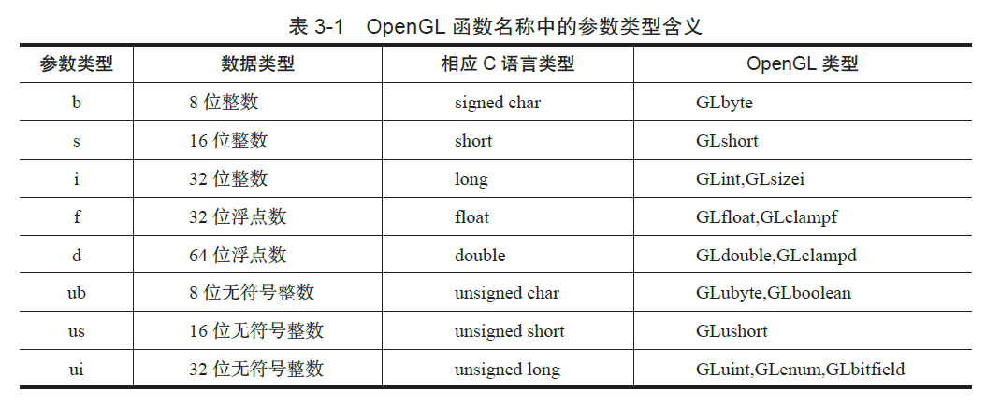 表 3-1 OpenGL 函数名称中的参数类型含义
参数类型 数据类型 相应 C 语言类型 OpenGL 类型
b 8 位整数 signed char GLbyte
s 16 位整数 short GLshort
i 32 位整数 long GLint,GLsizei
f 32 位浮点数 float GLfloat,GLclampf
d 64 位浮点数 double GLdouble,GLclampd
ub 8 位无符号整数 unsigned char GLubyte,GLboolean
us 16 位无符号整数 unsigned short GLushort
ui 32 位无符号整数 unsigned long GLuint,GLenum,GLbitfield